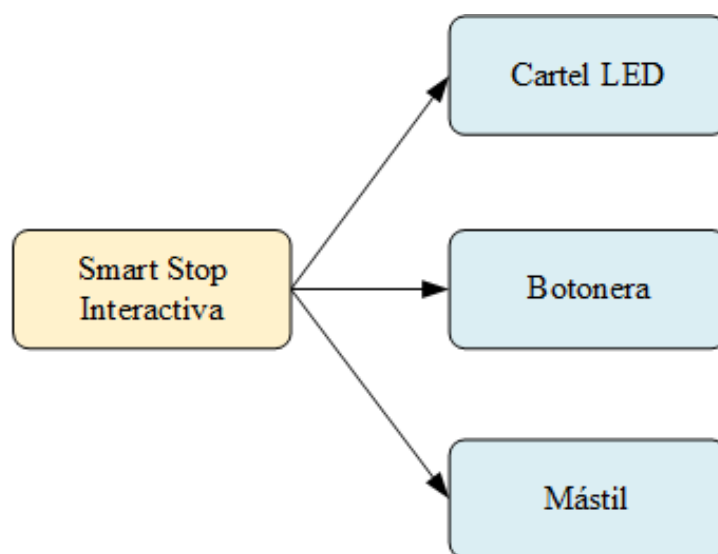 Cartel LED
Smart Stop
Interactiva
Botonera
Mástil